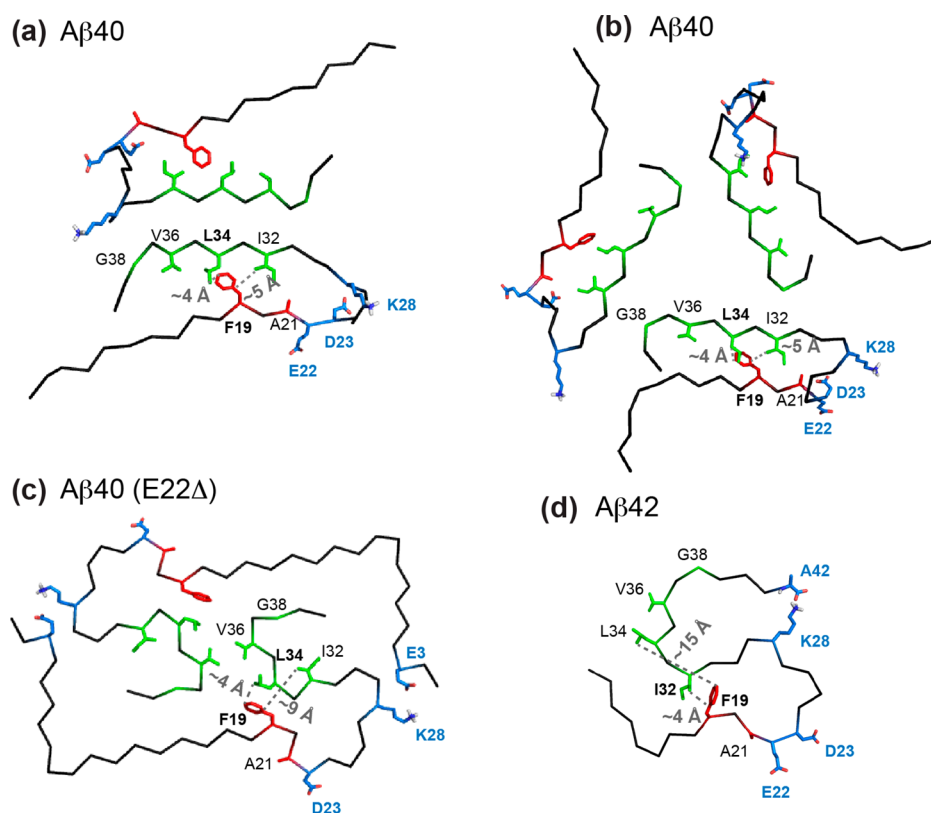 (a) Aβ40
V36
L34
I32
G38
~4 Å
~5 Å
K28
F19
A21
D23
E22
(b) Aβ40
G38
V36
L34
I32
~4 Å
~5 Å
K28
F19
A21
D23
E22
(c) Aβ40 (E22Δ)
G38
V36
L34
I32
E3
~4 Å
~9 Å
F19
K28
A21
D23
(d) Aβ42
G38
A42
V36
L34
K28
~15 Å
I32
F19
~4 Å
A21
D23
E22